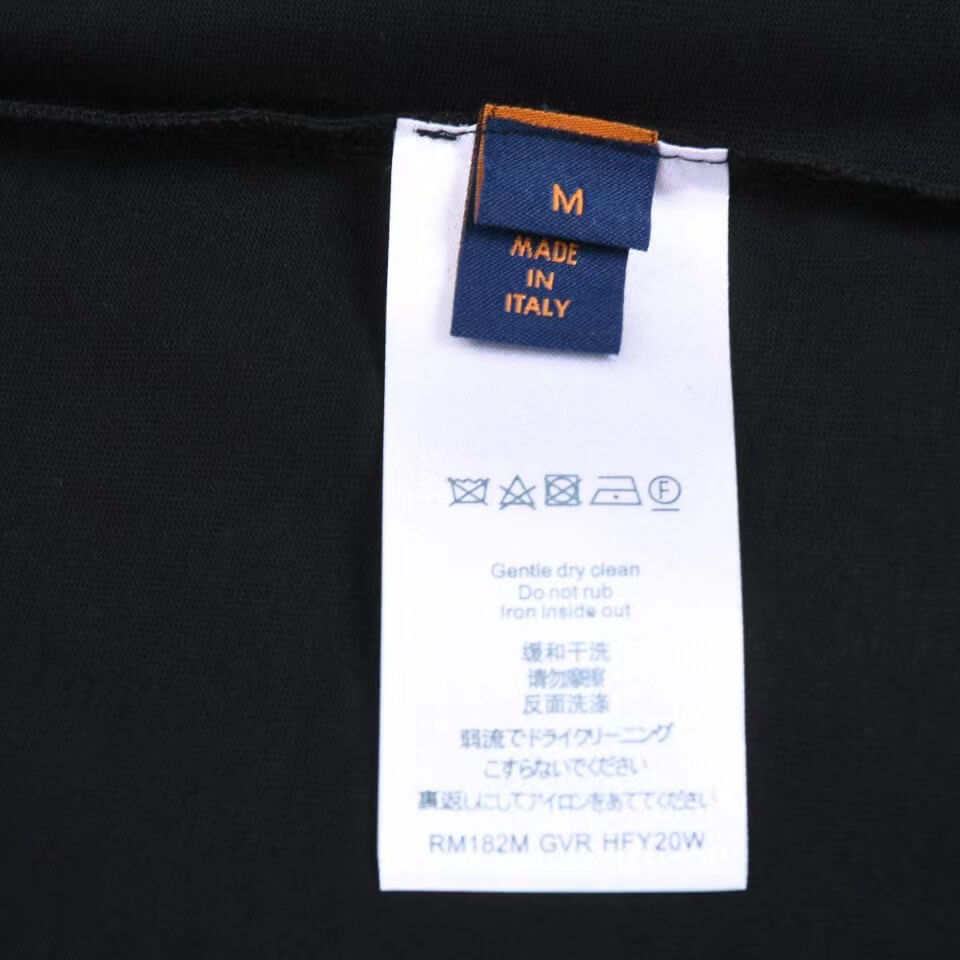 M
MADE
IN
ITALY
F
Gentle dry clean
Do not rub
Iron inside out
缓和干洗
请勿摩擦
反面洗涤
弱流でドライクリーニング
こすらないでください
裏返しにしてアイロンをあててください
RM182M GVR HFY20W